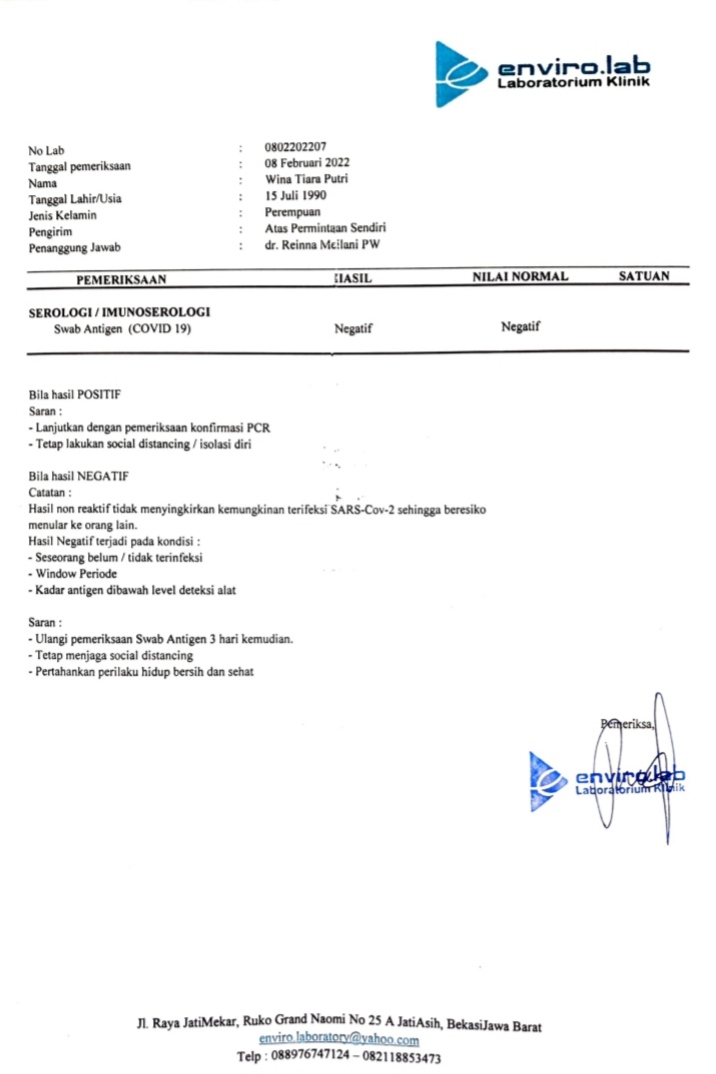 enviro.lab
Laboratorium Klinik
No Lab : 0802202207
Tanggal pemeriksaan : 08 Februari 2022
Nama : Wina Tiara Putri
Tanggal Lahir/Usia : 15 Juli 1990
Jenis Kelamin : Perempuan
Pengirim : Atas Permintaan Sendiri
Penanggung Jawab : dr. Reinna Meilani PW
PEMERIKSAAN HASIL NILAI NORMAL SATUAN
SEROLOGI / IMUNOSEROLOGI
Swab Antigen (COVID 19) Negatif Negatif
Bila hasil POSITIF
Saran :
- Lanjutkan dengan pemeriksaan konfirmasi PCR
- Tetap lakukan social distancing / isolasi diri
Bila hasil NEGATIF
Catatan :
Hasil non reaktif tidak menyingkirkan kemungkinan terifeksi SARS-Cov-2 sehingga beresiko
menular ke orang lain.
Hasil Negatif terjadi pada kondisi :
- Seseorang belum / tidak terinfeksi
- Window Periode
- Kadar antigen dibawah level deteksi alat
Saran :
- Ulangi pemeriksaan Swab Antigen 3 hari kemudian.
- Tetap menjaga social distancing
- Pertahankan perilaku hidup bersih dan sehat
Pemeriksa,
enviro.lab
Laboratorium Klinik
Jl. Raya JatiMekar, Ruko Grand Naomi No 25 A JatiAsih, BekasiJawa Barat
enviro.laboratory@yahoo.com
Telp : 088976747124 – 082118853473